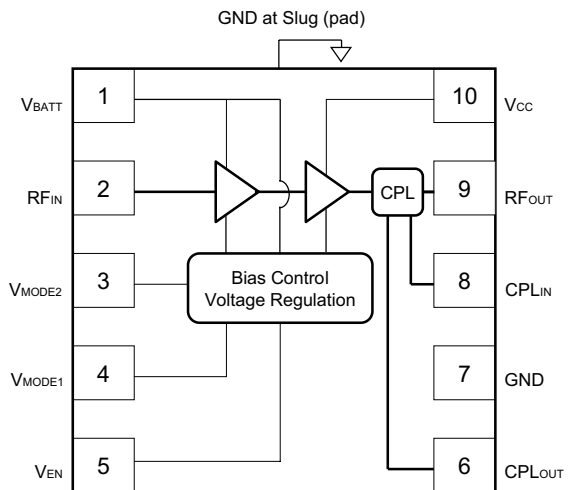 GND at Slug (pad)
VBATT
1
10
VCC
RFIN
2
CPL
9
RFOUT
VMODE2
3
Bias Control
Voltage Regulation
8
CPLIN
VMODE1
4
7
GND
VEN
5
6
CPLOUT